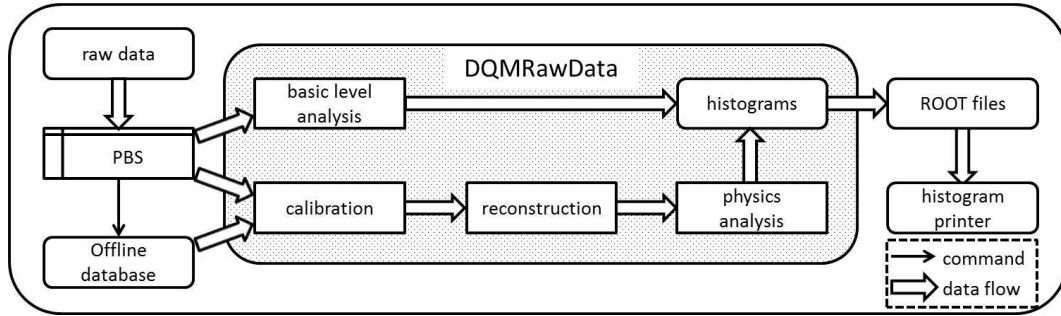 raw data
DQMRawData
basic level
analysis
histograms
ROOT files
PBS
calibration
reconstruction
physics
analysis
histogram
printer
Offline
database
command
data flow